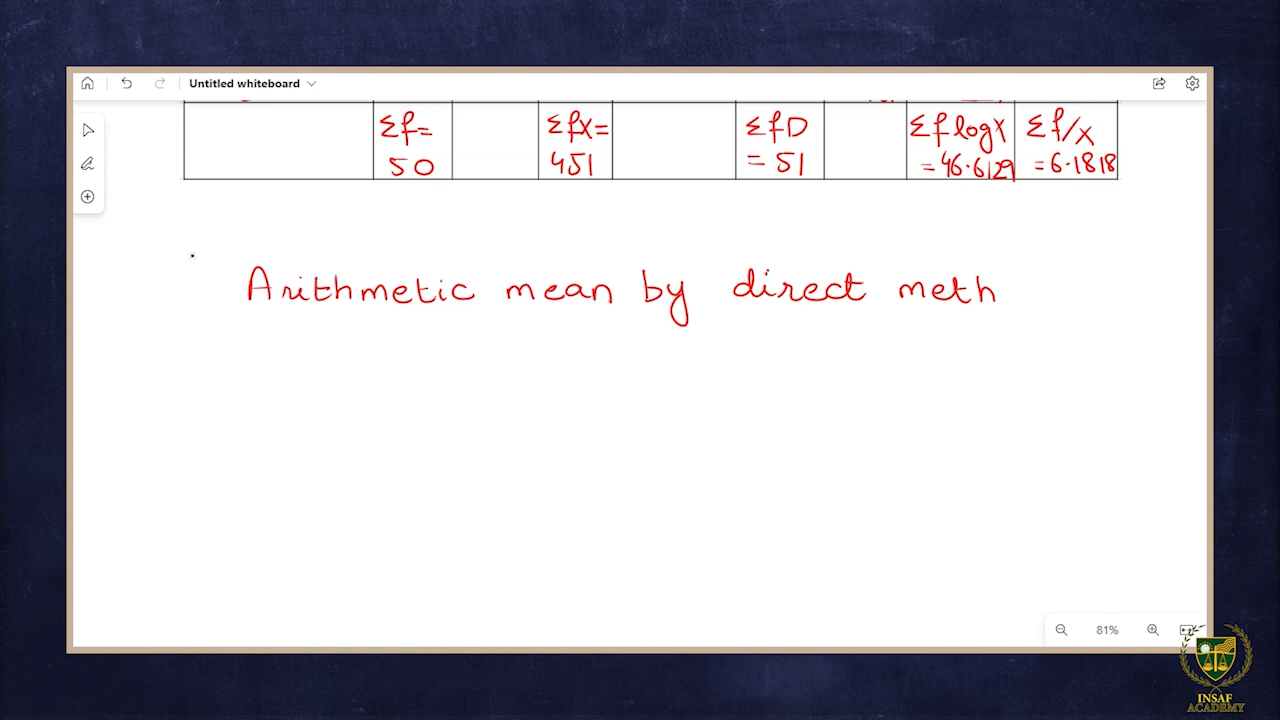 Untitled whiteboard
Σf= ΣfX= ΣfD Σf logX Σf/X
50 451 = 51 = 46.6129 = 6.1818
Arithmetic mean by direct meth
81%
INSAF
ACADEMY